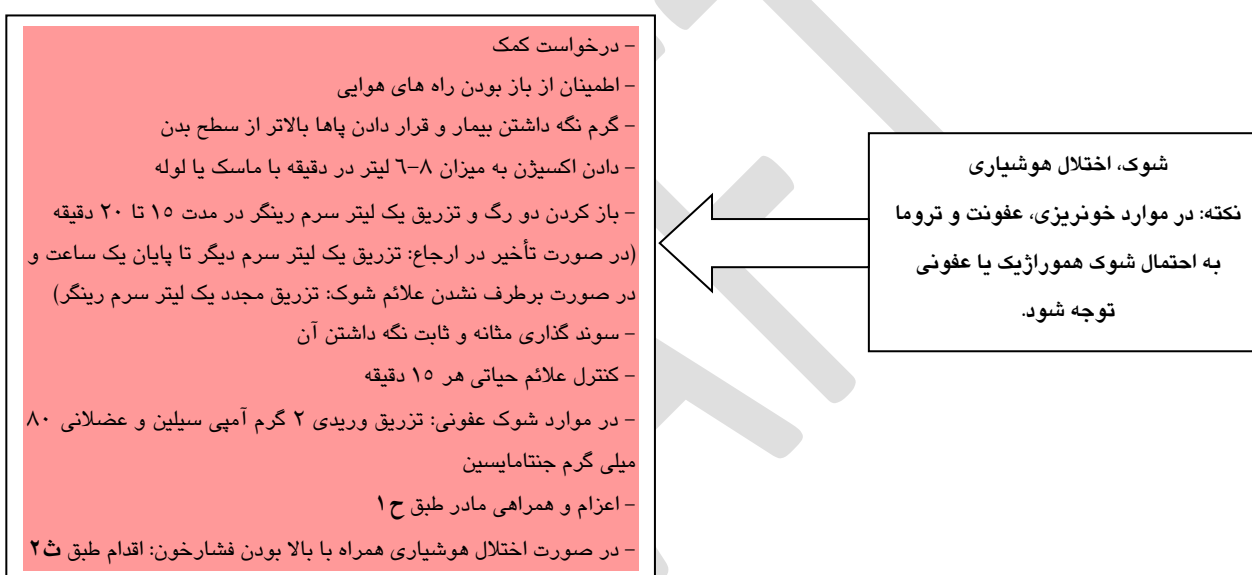 شوک، اختلال هوشیاری
نکته: در موارد خونریزی، عفونت و تروما
به احتمال شوک هموراژیک یا عفونی
توجه شود.
- درخواست کمک
- اطمینان از باز بودن راه های هوایی
- گرم نگه داشتن بیمار و قرار دادن پاها بالاتر از سطح بدن
- دادن اکسیژن به میزان ۸-۶ لیتر در دقیقه با ماسک یا لوله
- باز کردن دو رگ و تزریق یک لیتر سرم رینگر در مدت ۱۵ تا ۲۰ دقیقه
(در صورت تأخیر در ارجاع: تزریق یک لیتر سرم دیگر تا پایان یک ساعت و
در صورت برطرف نشدن علائم شوک: تزریق مجدد یک لیتر سرم رینگر)
- سوند گذاری مثانه و ثابت نگه داشتن آن
- کنترل علائم حیاتی هر ۱۵ دقیقه
- در موارد شوک عفونی: تزریق وریدی ۲ گرم آمپی سیلین و عضلانی ۸۰
میلی گرم جنتامایسین
- اعزام و همراهی مادر طبق ح۱
- در صورت اختلال هوشیاری همراه با بالا بودن فشارخون: اقدام طبق ث۲